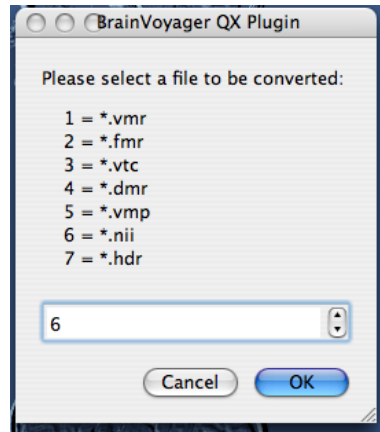 BrainVoyager QX Plugin
Please select a file to be converted:
1 = *.vmr
2 = *.fmr
3 = *.vtc
4 = *.dmr
5 = *.vmp
6 = *.nii
7 = *.hdr
6
Cancel OK